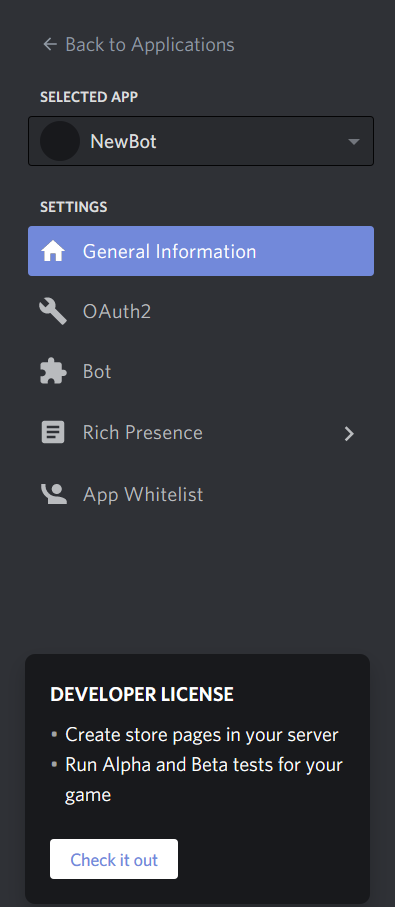 ← Back to Applications
SELECTED APP
NewBot
SETTINGS
General Information
OAuth2
Bot
Rich Presence
App Whitelist
DEVELOPER LICENSE
• Create store pages in your server
• Run Alpha and Beta tests for your
game
Check it out